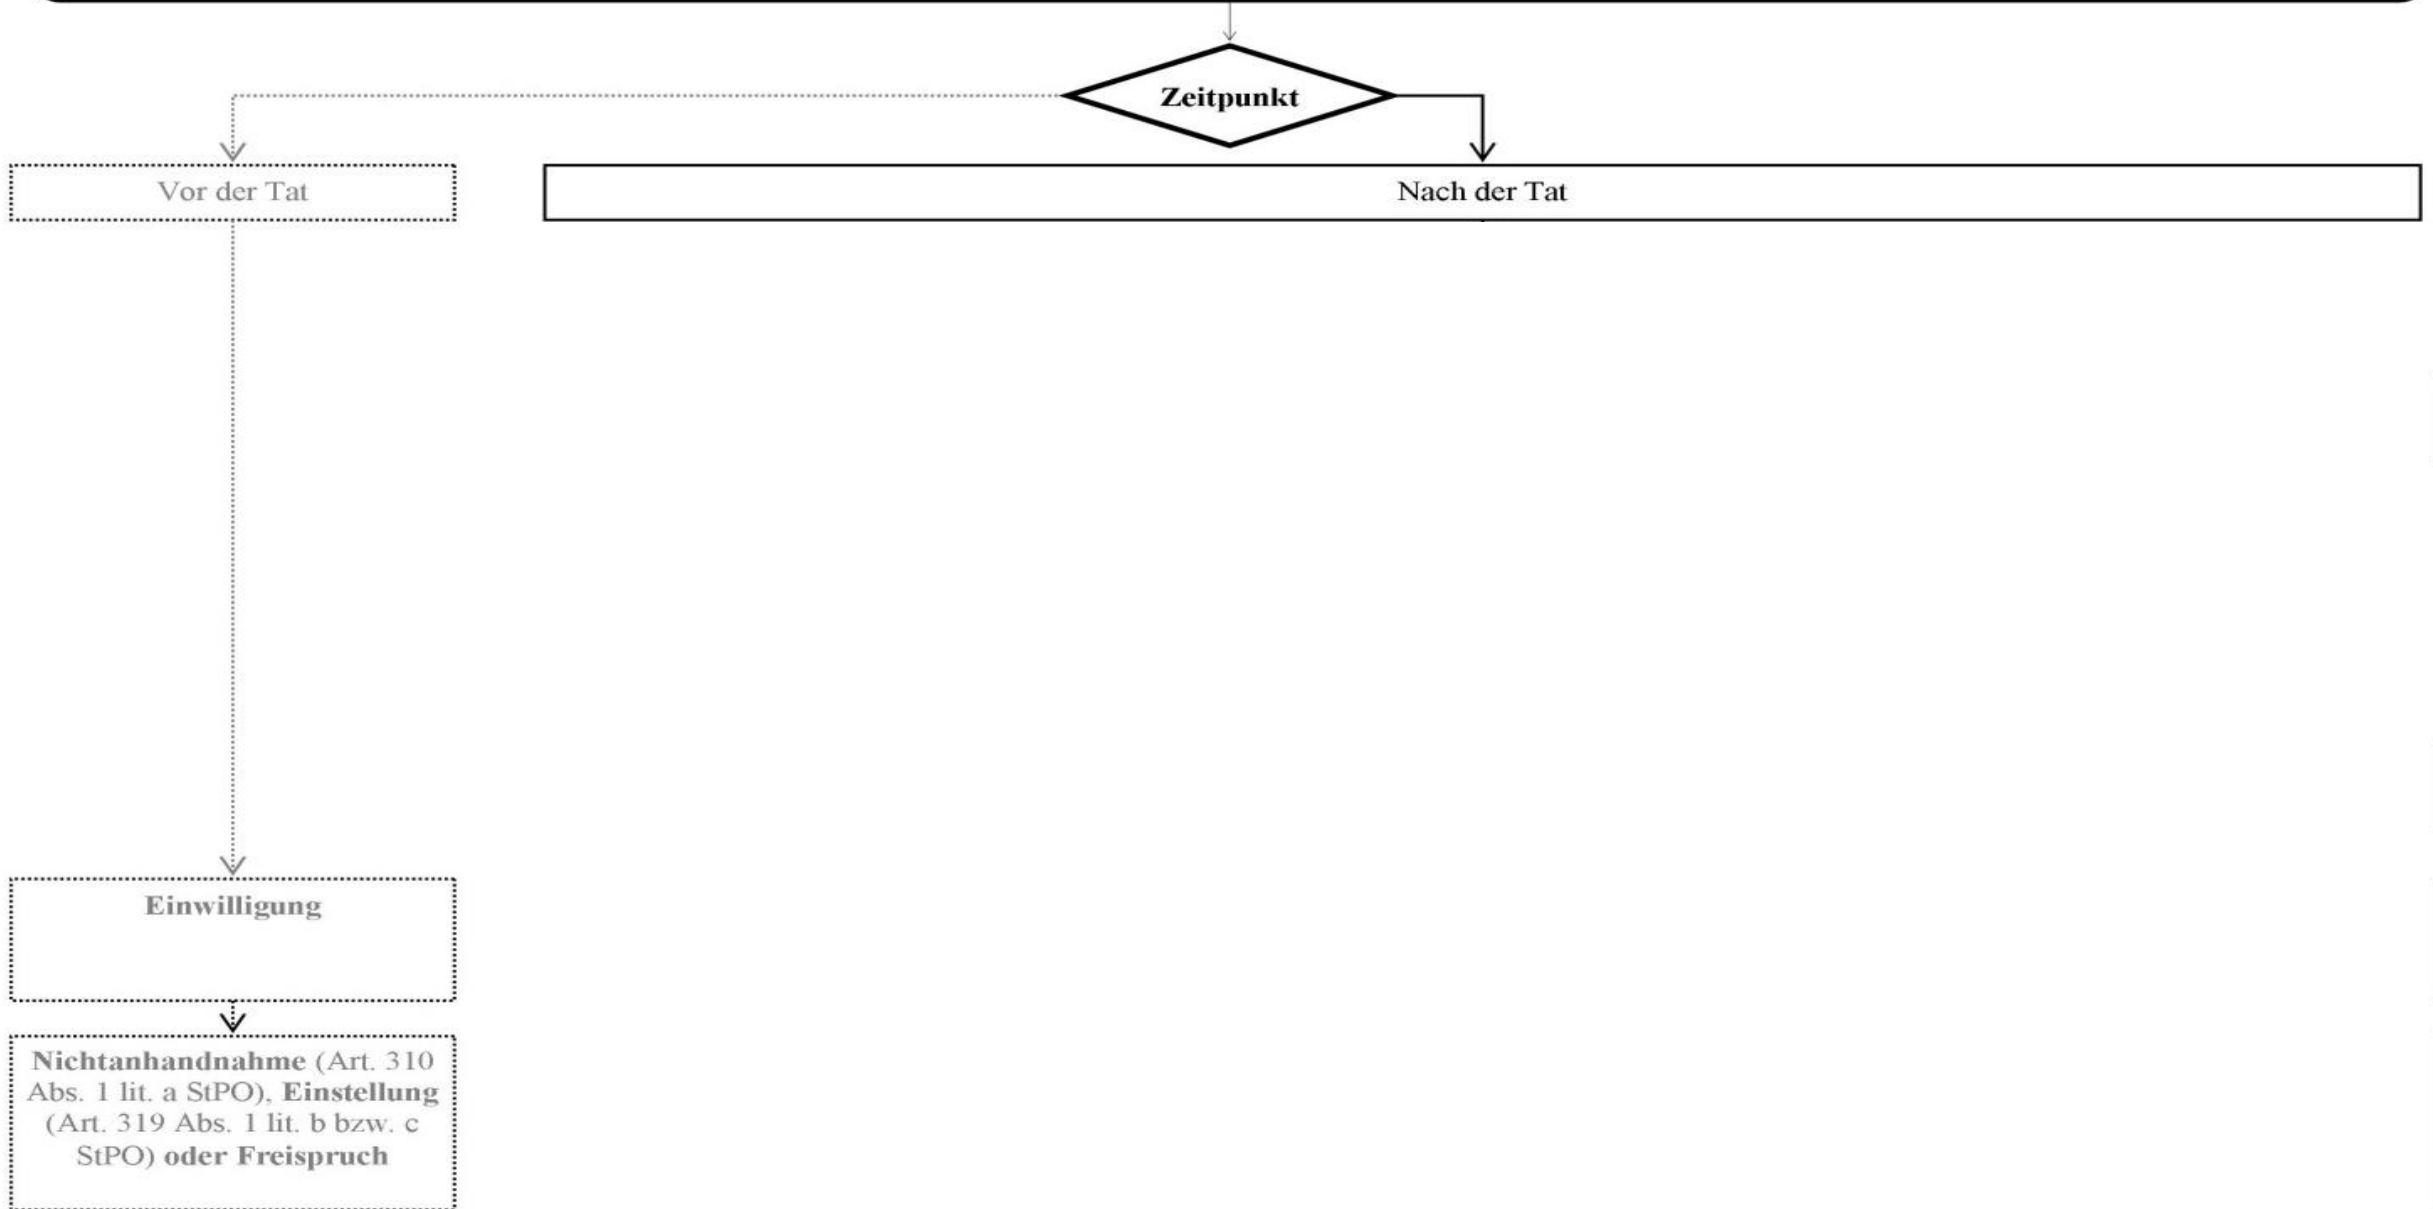 Zeitpunkt
Vor der Tat
Nach der Tat
Einwilligung
Nichtanhandnahme (Art. 310
Abs. 1 lit. a StPO), Einstellung
(Art. 319 Abs. 1 lit. b bzw. c
StPO) oder Freispruch